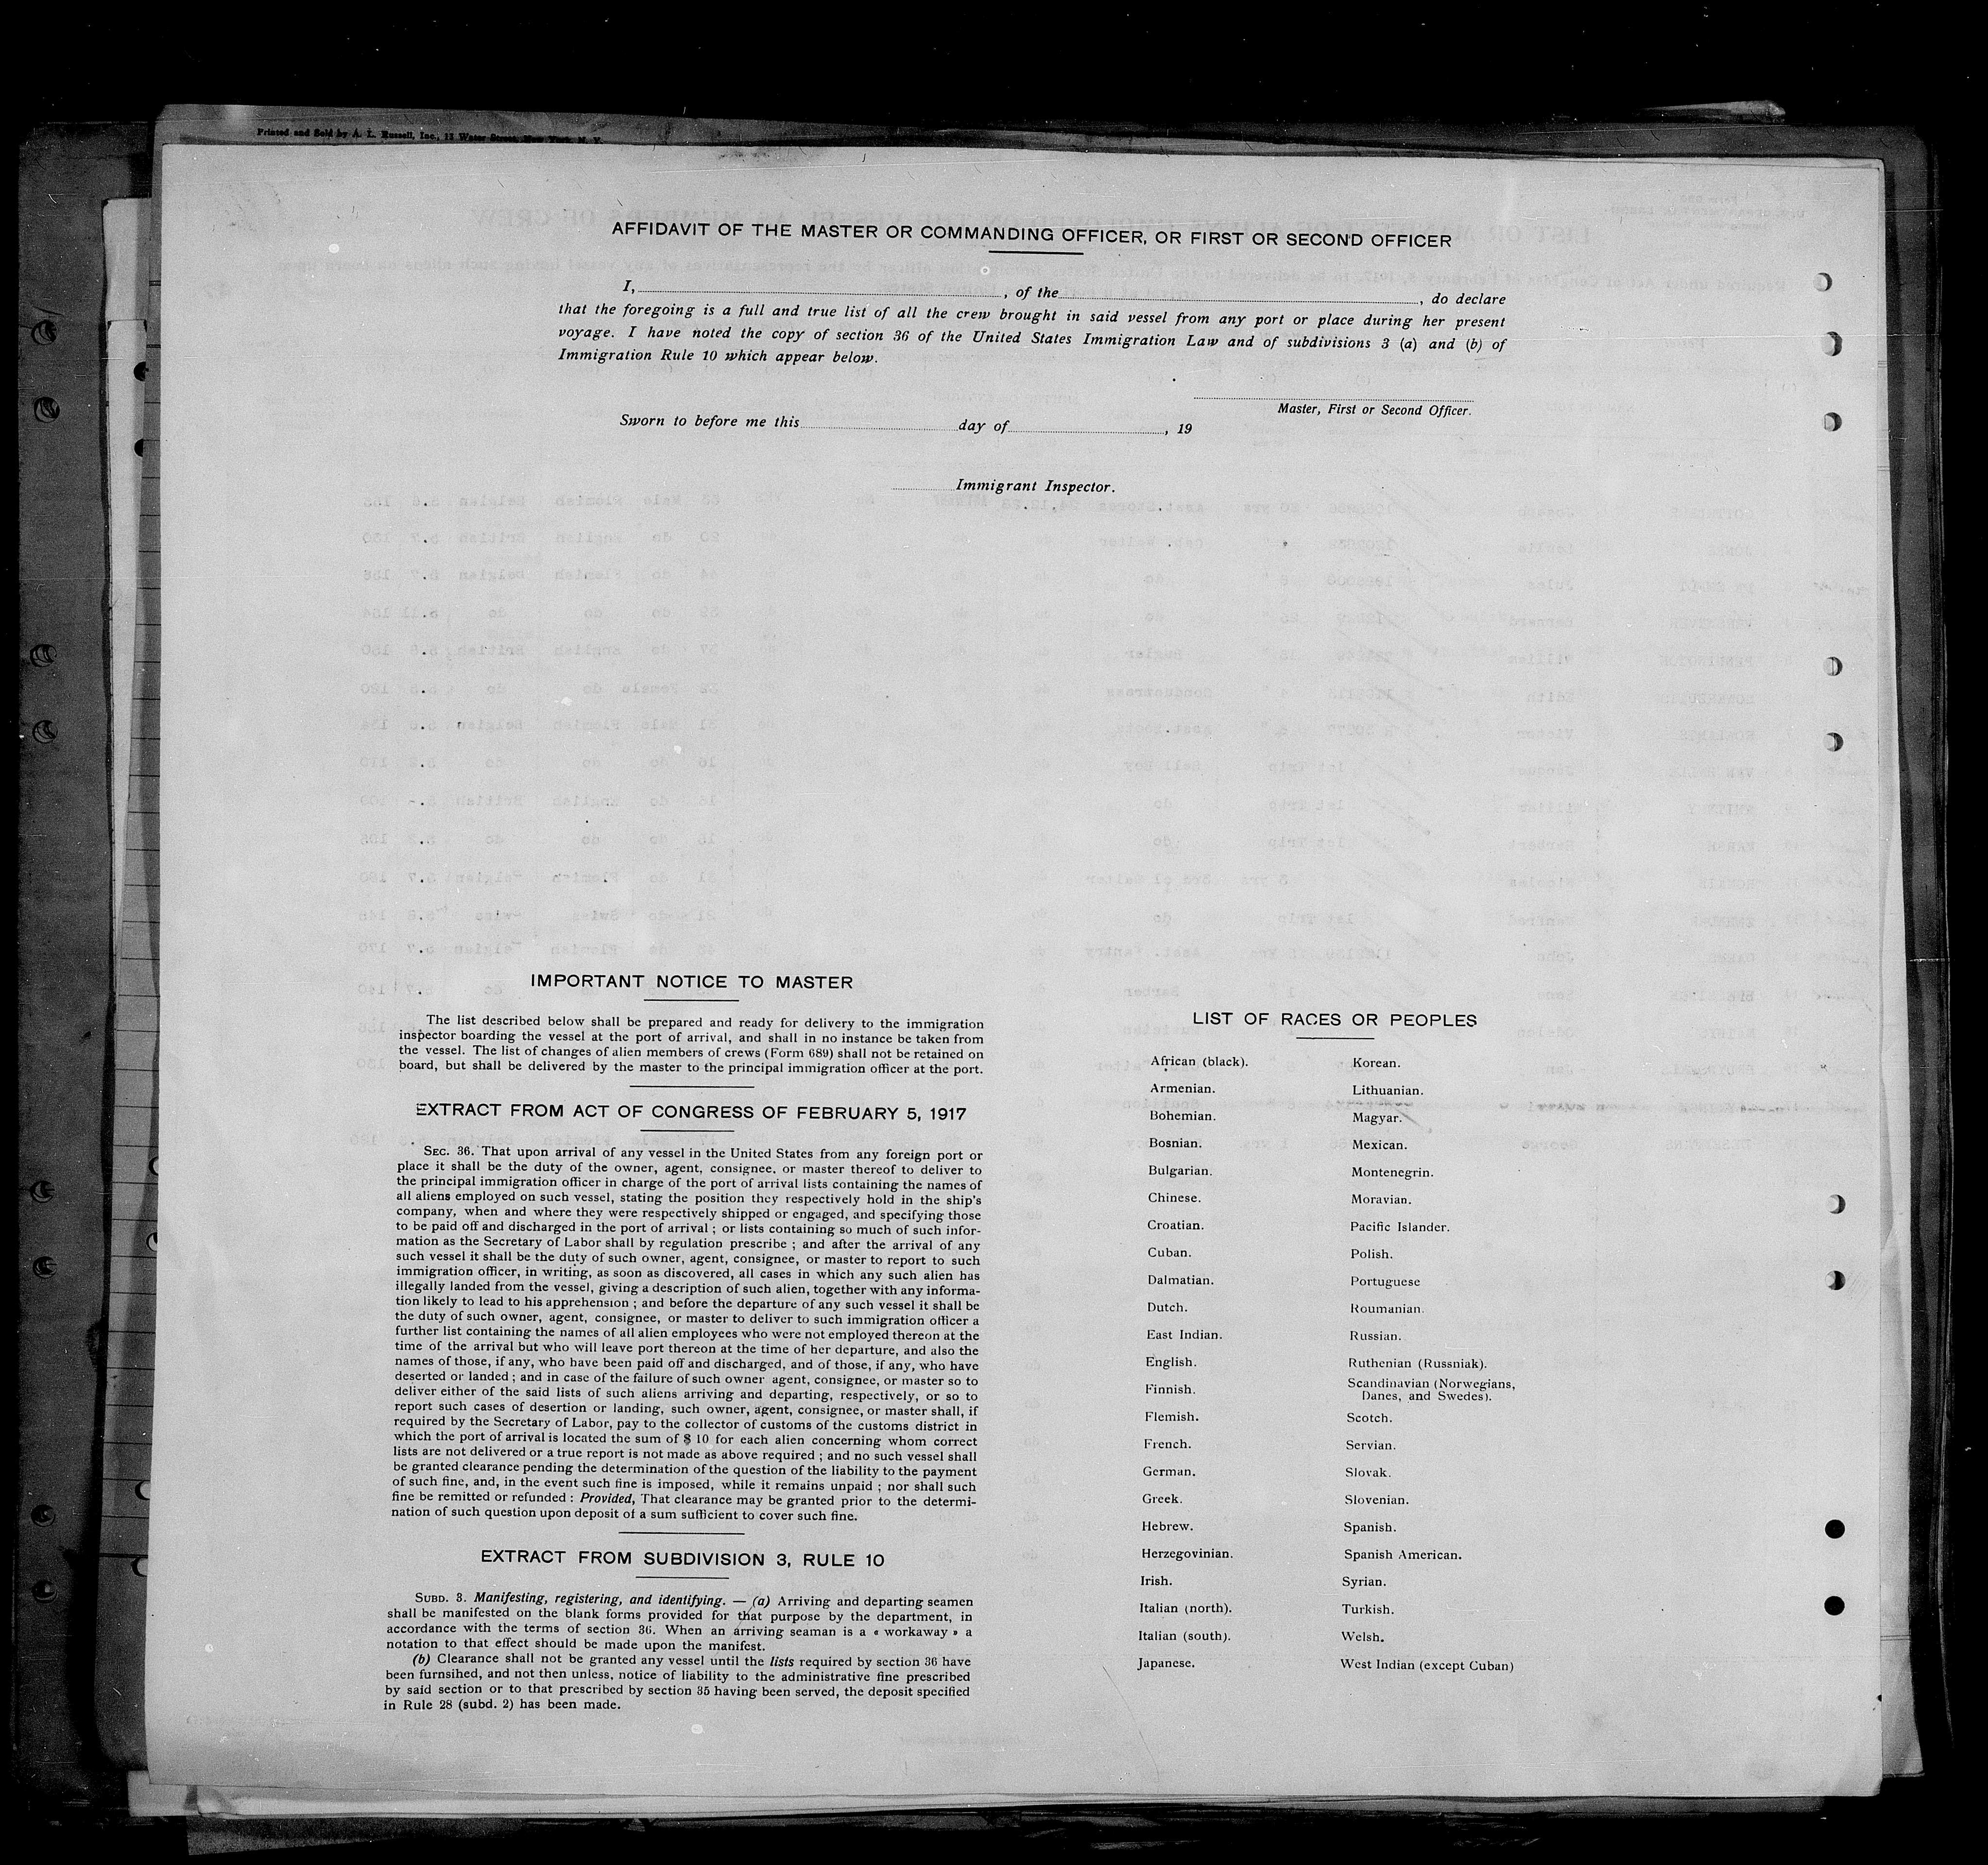 Printed and Sold by A. L. Russell, Inc., 13 Water Street, New York, N. Y.
AFFIDAVIT OF THE MASTER OR COMMANDING OFFICER, OR FIRST OR SECOND OFFICER
I, , of the , do declare
that the foregoing is a full and true list of all the crew brought in said vessel from any port or place during her present
voyage. I have noted the copy of section 36 of the United States Immigration Law and of subdivisions 3 (a) and (b) of
Immigration Rule 10 which appear below.
Master, First or Second Officer.
Sworn to before me this day of , 19
Immigrant Inspector.
IMPORTANT NOTICE TO MASTER
The list described below shall be prepared and ready for delivery to the immigration
inspector boarding the vessel at the port of arrival, and shall in no instance be taken from
the vessel. The list of changes of alien members of crews (Form 689) shall not be retained on
board, but shall be delivered by the master to the principal immigration officer at the port.
EXTRACT FROM ACT OF CONGRESS OF FEBRUARY 5, 1917
SEC. 36. That upon arrival of any vessel in the United States from any foreign port or
place it shall be the duty of the owner, agent, consignee, or master thereof to deliver to
the principal immigration officer in charge of the port of arrival lists containing the names of
all aliens employed on such vessel, stating the position they respectively hold in the ship's
company, when and where they were respectively shipped or engaged, and specifying those
to be paid off and discharged in the port of arrival ; or lists containing so much of such infor-
mation as the Secretary of Labor shall by regulation prescribe ; and after the arrival of any
such vessel it shall be the duty of such owner, agent, consignee, or master to report to such
immigration officer, in writing, as soon as discovered, all cases in which any such alien has
illegally landed from the vessel, giving a description of such alien, together with any informa-
tion likely to lead to his apprehension ; and before the departure of any such vessel it shall be
the duty of such owner, agent, consignee, or master to deliver to such immigration officer a
further list containing the names of all alien employees who were not employed thereon at the
time of the arrival but who will leave port thereon at the time of her departure, and also the
names of those, if any, who have been paid off and discharged, and of those, if any, who have
deserted or landed ; and in case of the failure of such owner agent, consignee, or master so to
deliver either of the said lists of such aliens arriving and departing, respectively, or so to
report such cases of desertion or landing, such owner, agent, consignee, or master shall, if
required by the Secretary of Labor, pay to the collector of customs of the customs district in
which the port of arrival is located the sum of $ 10 for each alien concerning whom correct
lists are not delivered or a true report is not made as above required ; and no such vessel shall
be granted clearance pending the determination of the question of the liability to the payment
of such fine, and, in the event such fine is imposed, while it remains unpaid ; nor shall such
fine be remitted or refunded : Provided, That clearance may be granted prior to the determi-
nation of such question upon deposit of a sum sufficient to cover such fine.
EXTRACT FROM SUBDIVISION 3, RULE 10
SUBD. 3. Manifesting, registering, and identifying. — (a) Arriving and departing seamen
shall be manifested on the blank forms provided for that purpose by the department, in
accordance with the terms of section 36. When an arriving seaman is a « workaway » a
notation to that effect should be made upon the manifest.
(b) Clearance shall not be granted any vessel until the lists required by section 36 have
been furnsihed, and not then unless, notice of liability to the administrative fine prescribed
by said section or to that prescribed by section 35 having been served, the deposit specified
in Rule 28 (subd. 2) has been made.
LIST OF RACES OR PEOPLES
African (black).
Armenian.
Bohemian.
Bosnian.
Bulgarian.
Chinese.
Croatian.
Cuban.
Dalmatian.
Dutch.
East Indian.
English.
Finnish.
Flemish.
French.
German.
Greek.
Hebrew.
Herzegovinian.
Irish.
Italian (north).
Italian (south).
Japanese.
Korean.
Lithuanian.
Magyar.
Mexican.
Montenegrin.
Moravian.
Pacific Islander.
Polish.
Portuguese
Roumanian.
Russian.
Ruthenian (Russniak).
Scandinavian (Norwegians,
Danes, and Swedes).
Scotch.
Servian.
Slovak.
Slovenian.
Spanish.
Spanish American.
Syrian.
Turkish.
Welsh.
West Indian (except Cuban)